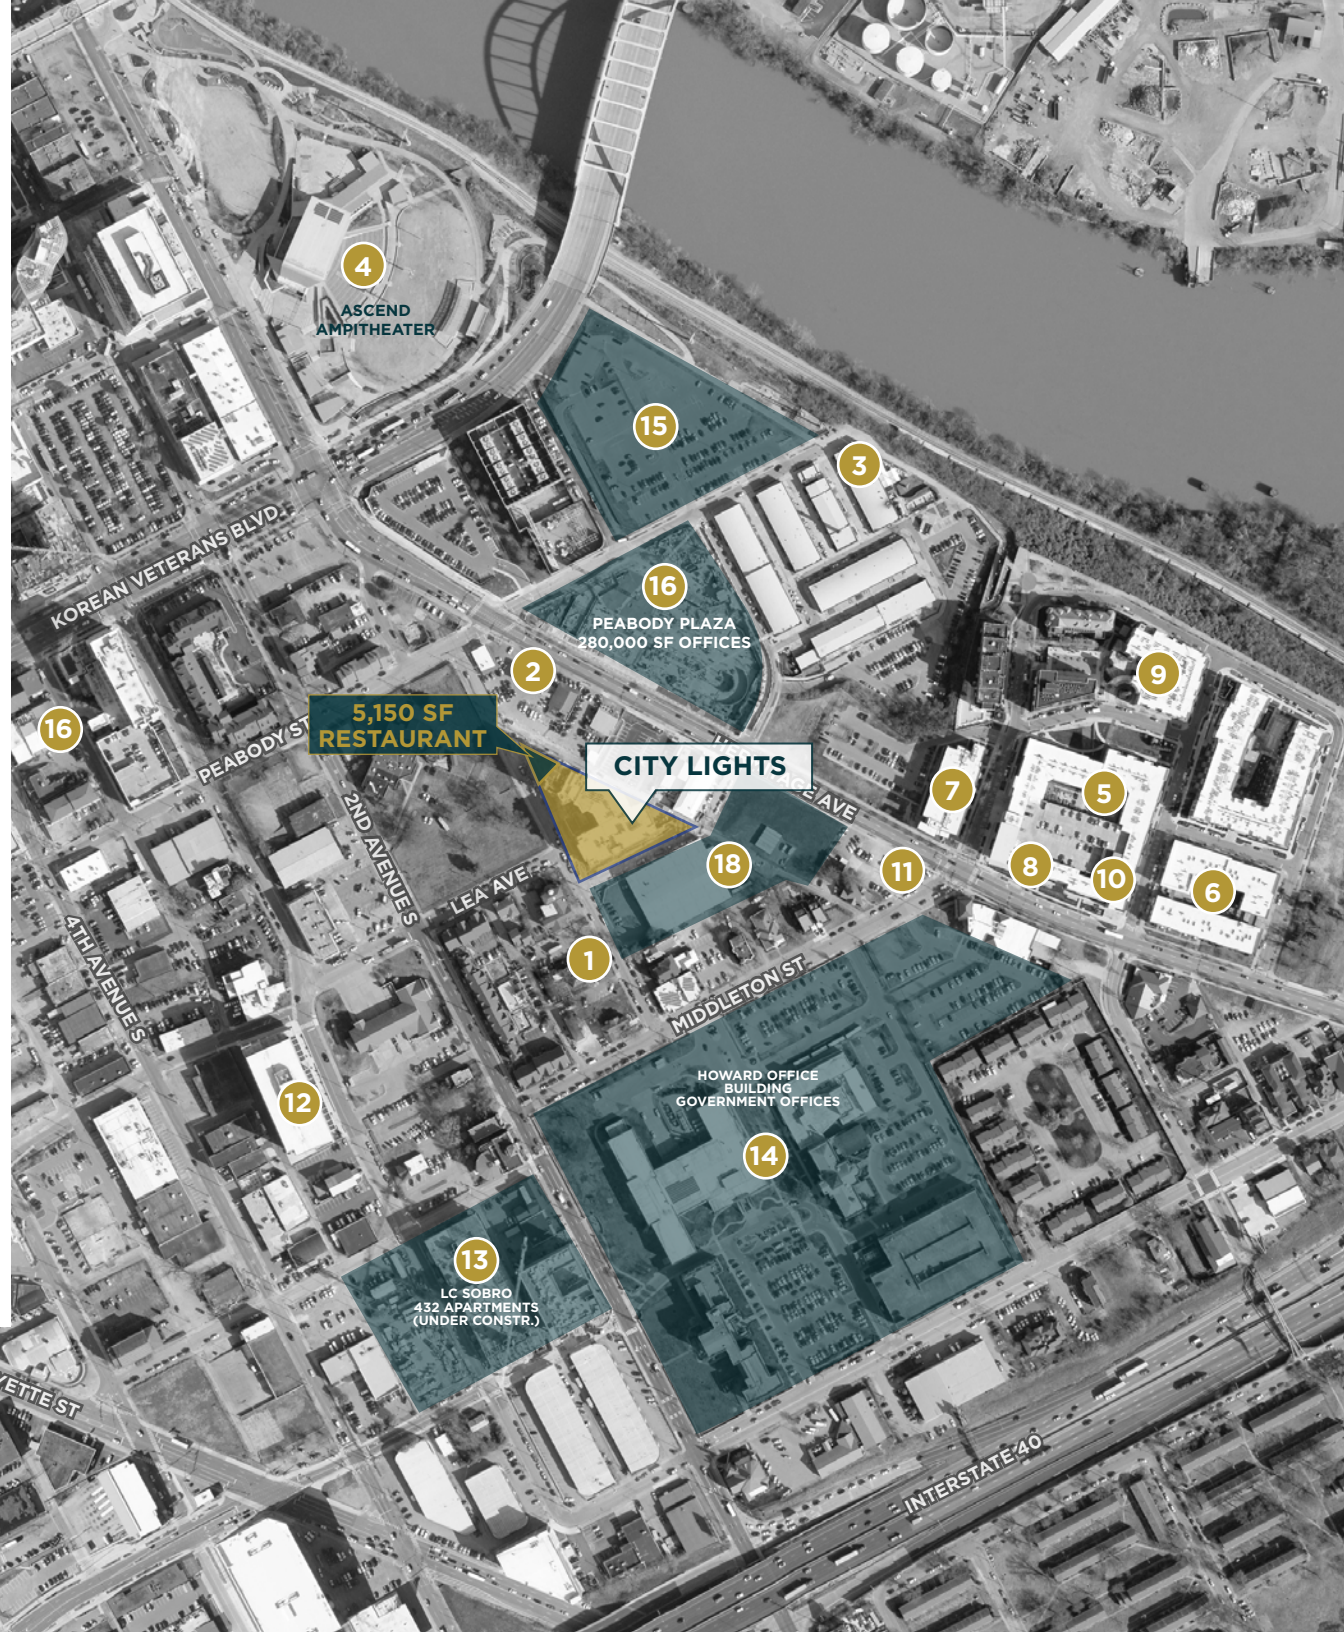 4
ASCEND
AMPITHEATER
15
3
KOREAN VETERANS BLVD
16
PEABODY PLAZA
280,000 SF OFFICES
2
9
16
5,150 SF
RESTAURANT
PEABODY ST
CITY LIGHTS
AVE
7
5
2ND AVENUE S
18
11
8
10
6
LEA AVE
4TH AVENUE S
1
MIDDLETON ST
HOWARD OFFICE
BUILDING
GOVERNMENT OFFICES
12
14
13
LC SOBRO
432 APARTMENTS
(UNDER CONSTR.)
YETTE ST
INTERSTATE 40